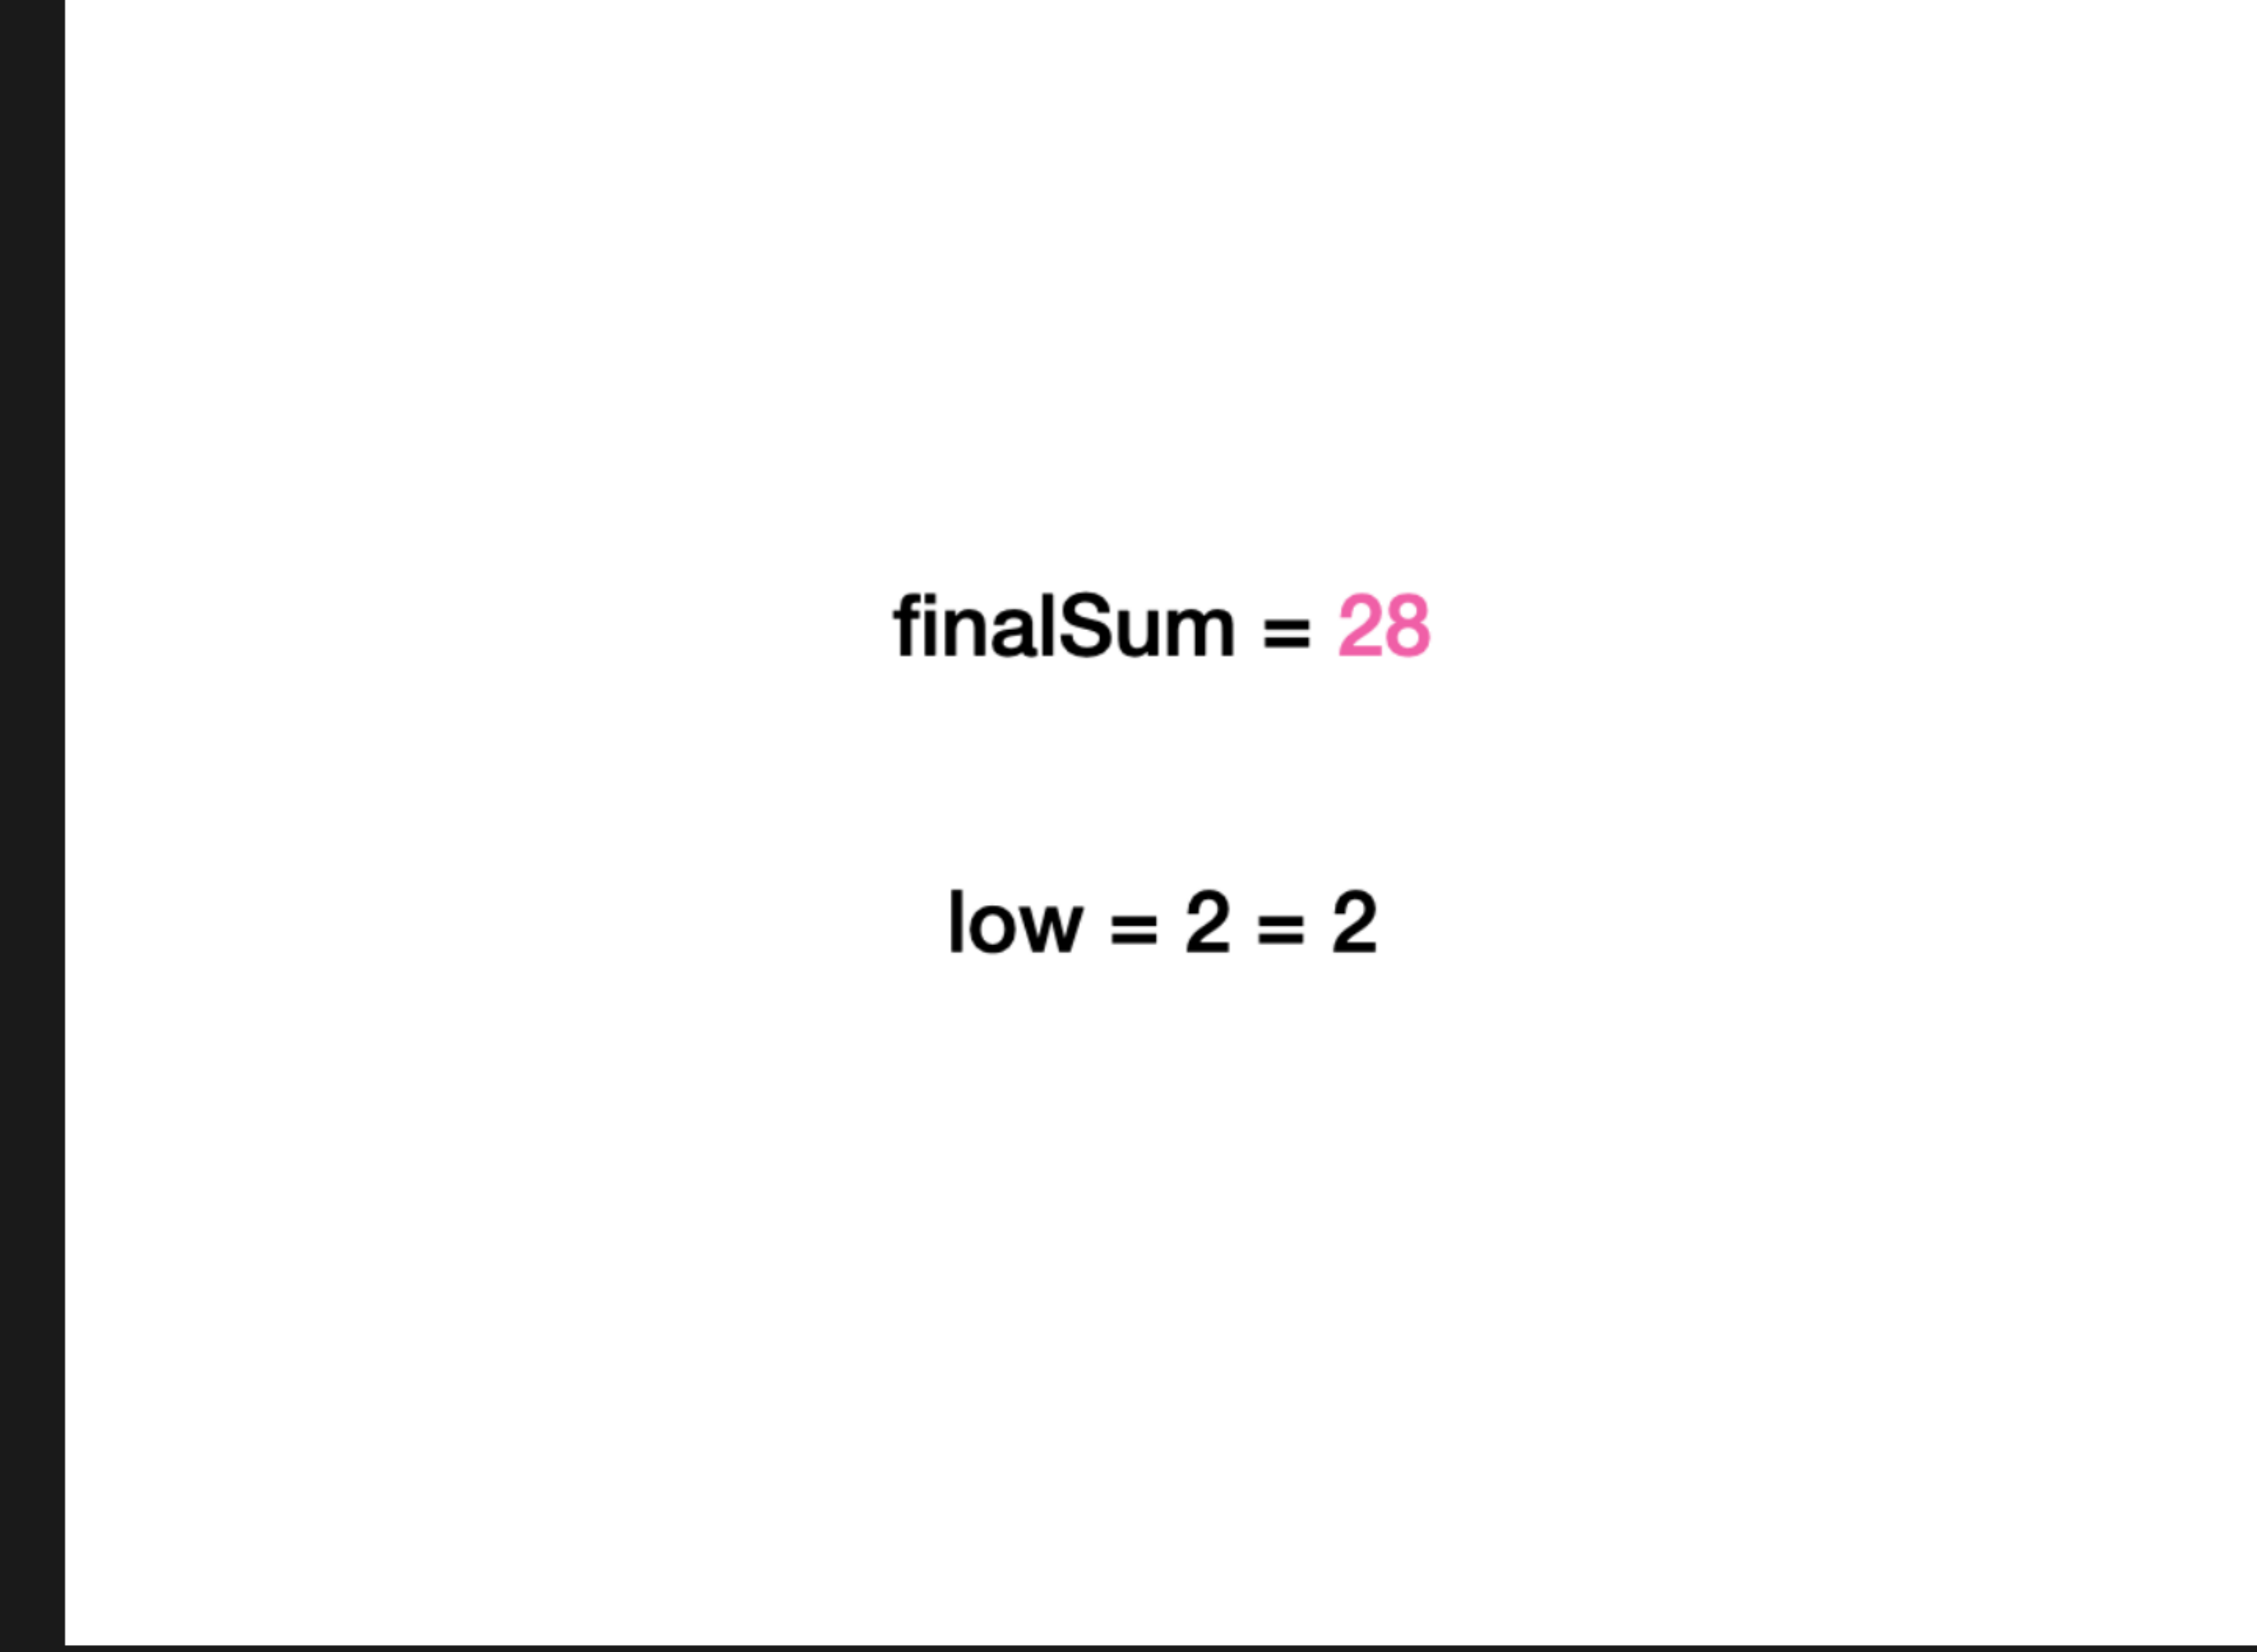 finalSum = 28
low = 2 = 2